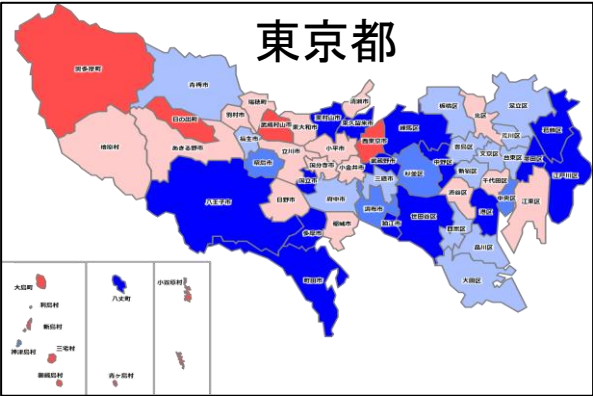 東京都
奥多摩町
青梅市
日の出町
羽村市
瑞穂町
武蔵村山市
東大和市
東村山市
清瀬市
東久留米市
西東京市
檜原村
あきる野市
福生市
昭島市
立川市
小平市
国分寺市
小金井市
武蔵野市
三鷹市
国立市
府中市
調布市
狛江市
八王子市
日野市
多摩市
稲城市
町田市
練馬区
板橋区
北区
足立区
葛飾区
荒川区
豊島区
文京区
台東区
墨田区
江戸川区
中野区
杉並区
新宿区
千代田区
中央区
江東区
渋谷区
港区
世田谷区
目黒区
品川区
大田区
大島町
利島村
新島村
神津島村
三宅村
御蔵島村
八丈町
青ヶ島村
小笠原村